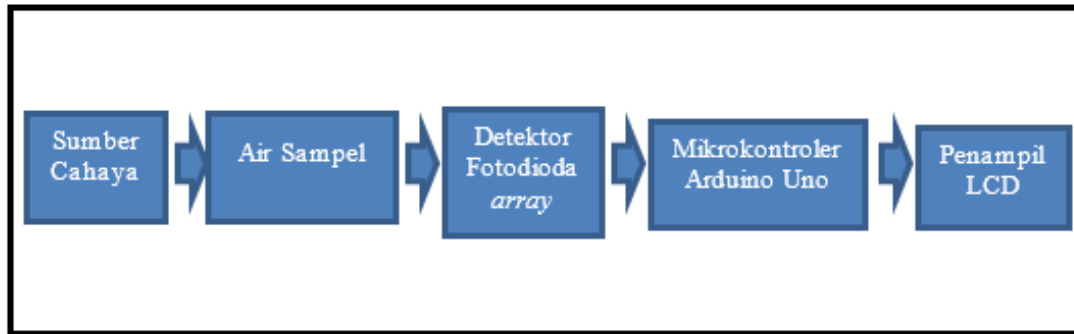 Sumber
Cahaya
Air Sampel
Detektor
Fotodioda
array
Mikrokontroler
Arduino Uno
Penampil
LCD